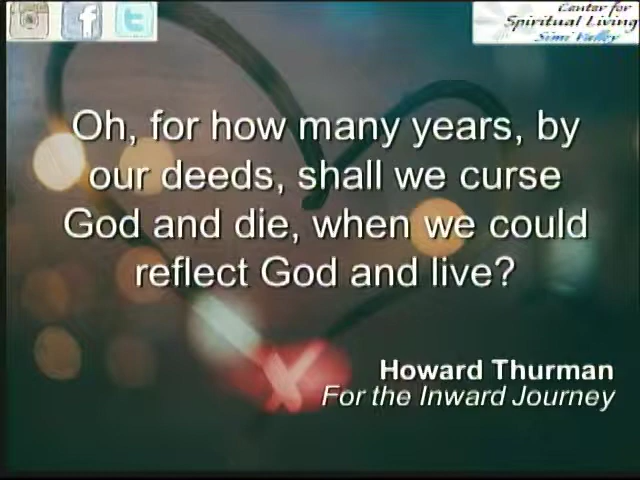 Center for
Spiritual Living
Simi Valley
Oh, for how many years, by
our deeds, shall we curse
God and die, when we could
reflect God and live?
Howard Thurman
For the Inward Journey